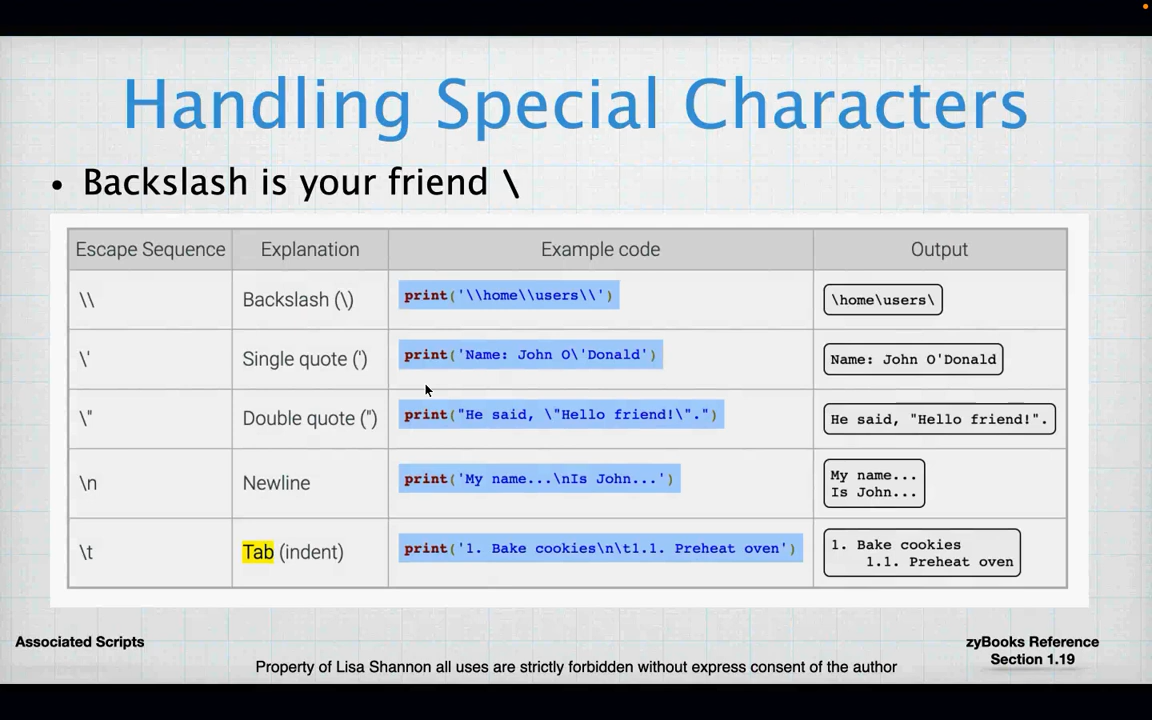 Handling Special Characters
• Backslash is your friend \
Escape Sequence Explanation Example code Output
\\ Backslash (\) print('\\home\\users\\') \home\users\
\' Single quote (') print('Name: John O\'Donald') Name: John O'Donald
\" Double quote (") print("He said, \"Hello friend!\".") He said, "Hello friend!".
\n Newline print('My name...\nIs John...') My name...
Is John...
\t Tab (indent) print('1. Bake cookies\n\t1.1. Preheat oven') 1. Bake cookies
1.1. Preheat oven
Associated Scripts
zyBooks Reference
Section 1.19
Property of Lisa Shannon all uses are strictly forbidden without express consent of the author